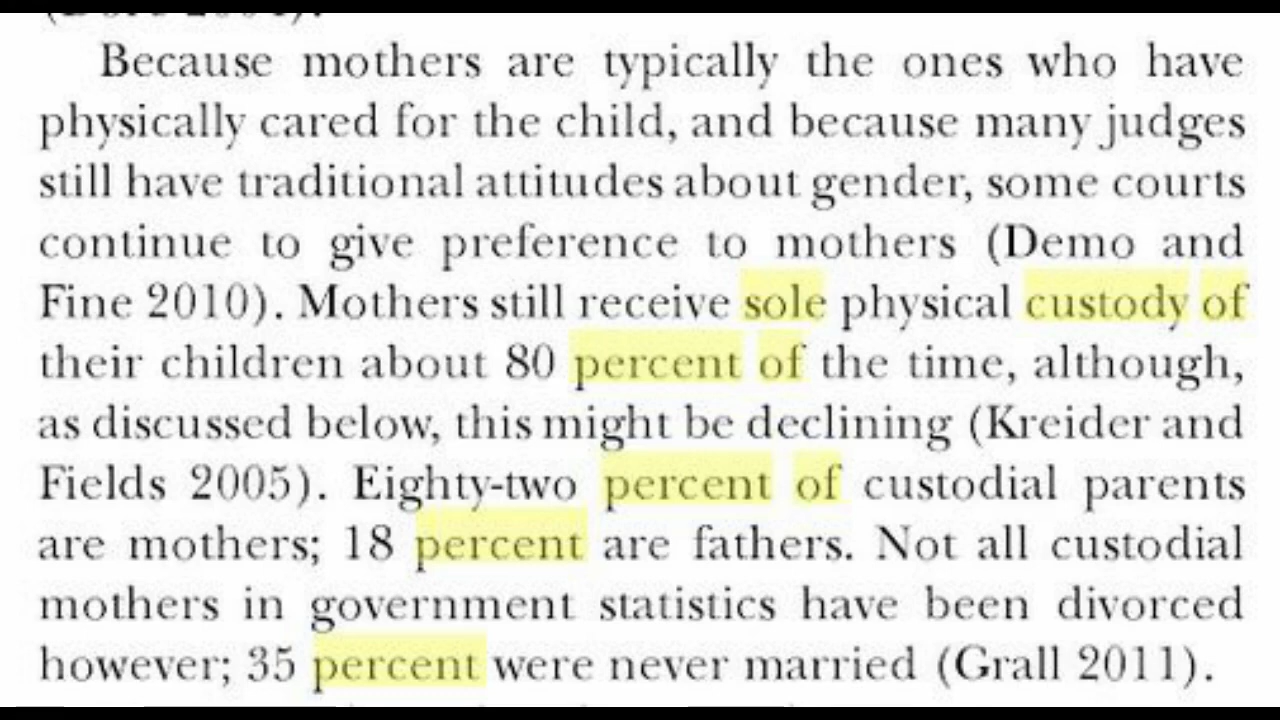 Because mothers are typically the ones who have
physically cared for the child, and because many judges
still have traditional attitudes about gender, some courts
continue to give preference to mothers (Demo and
Fine 2010). Mothers still receive sole physical custody of
their children about 80 percent of the time, although,
as discussed below, this might be declining (Kreider and
Fields 2005). Eighty-two percent of custodial parents
are mothers; 18 percent are fathers. Not all custodial
mothers in government statistics have been divorced
however; 35 percent were never married (Grall 2011).